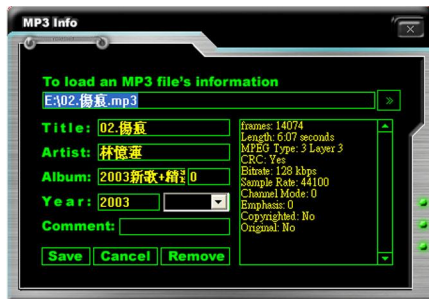 MP3 Info
To load an MP3 file's information
E:\02.傷痕.mp3
Title: 02.傷痕
Artist: 林憶蓮
Album: 2003新歌+精 0
Year: 2003
Comment:
Save Cancel Remove
frames: 14074
Length: 6:07 seconds
MPEG Type: 3 Layer 3
CRC: Yes
Bitrate: 128 kbps
Sample Rate: 44100
Channel Mode: 0
Emphasis: 0
Copyrighted: No
Original: No